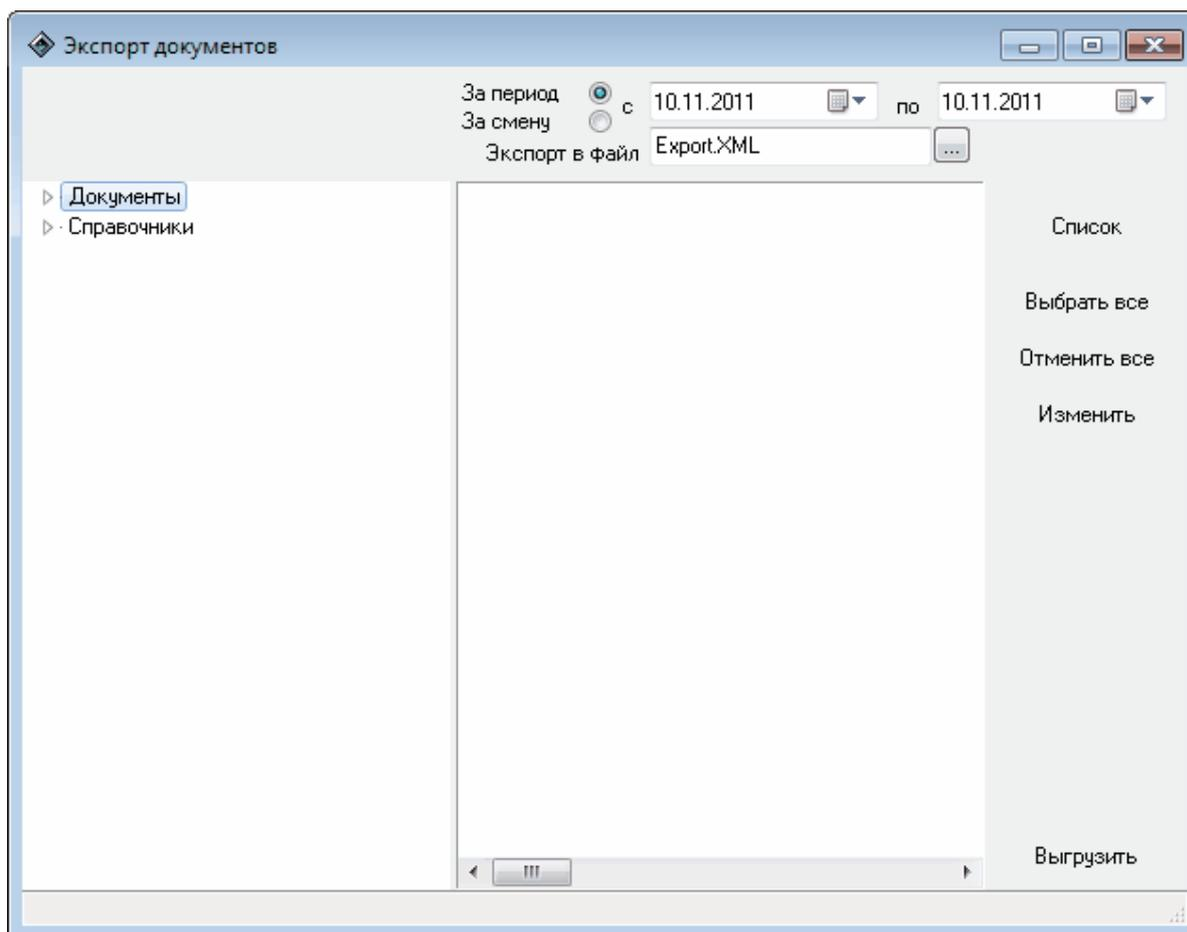 Экспорт документов
За период с 10.11.2011 по 10.11.2011
За смену
Экспорт в файл Export.XML ...
Документы
Справочники
Список
Выбрать все
Отменить все
Изменить
Выгрузить